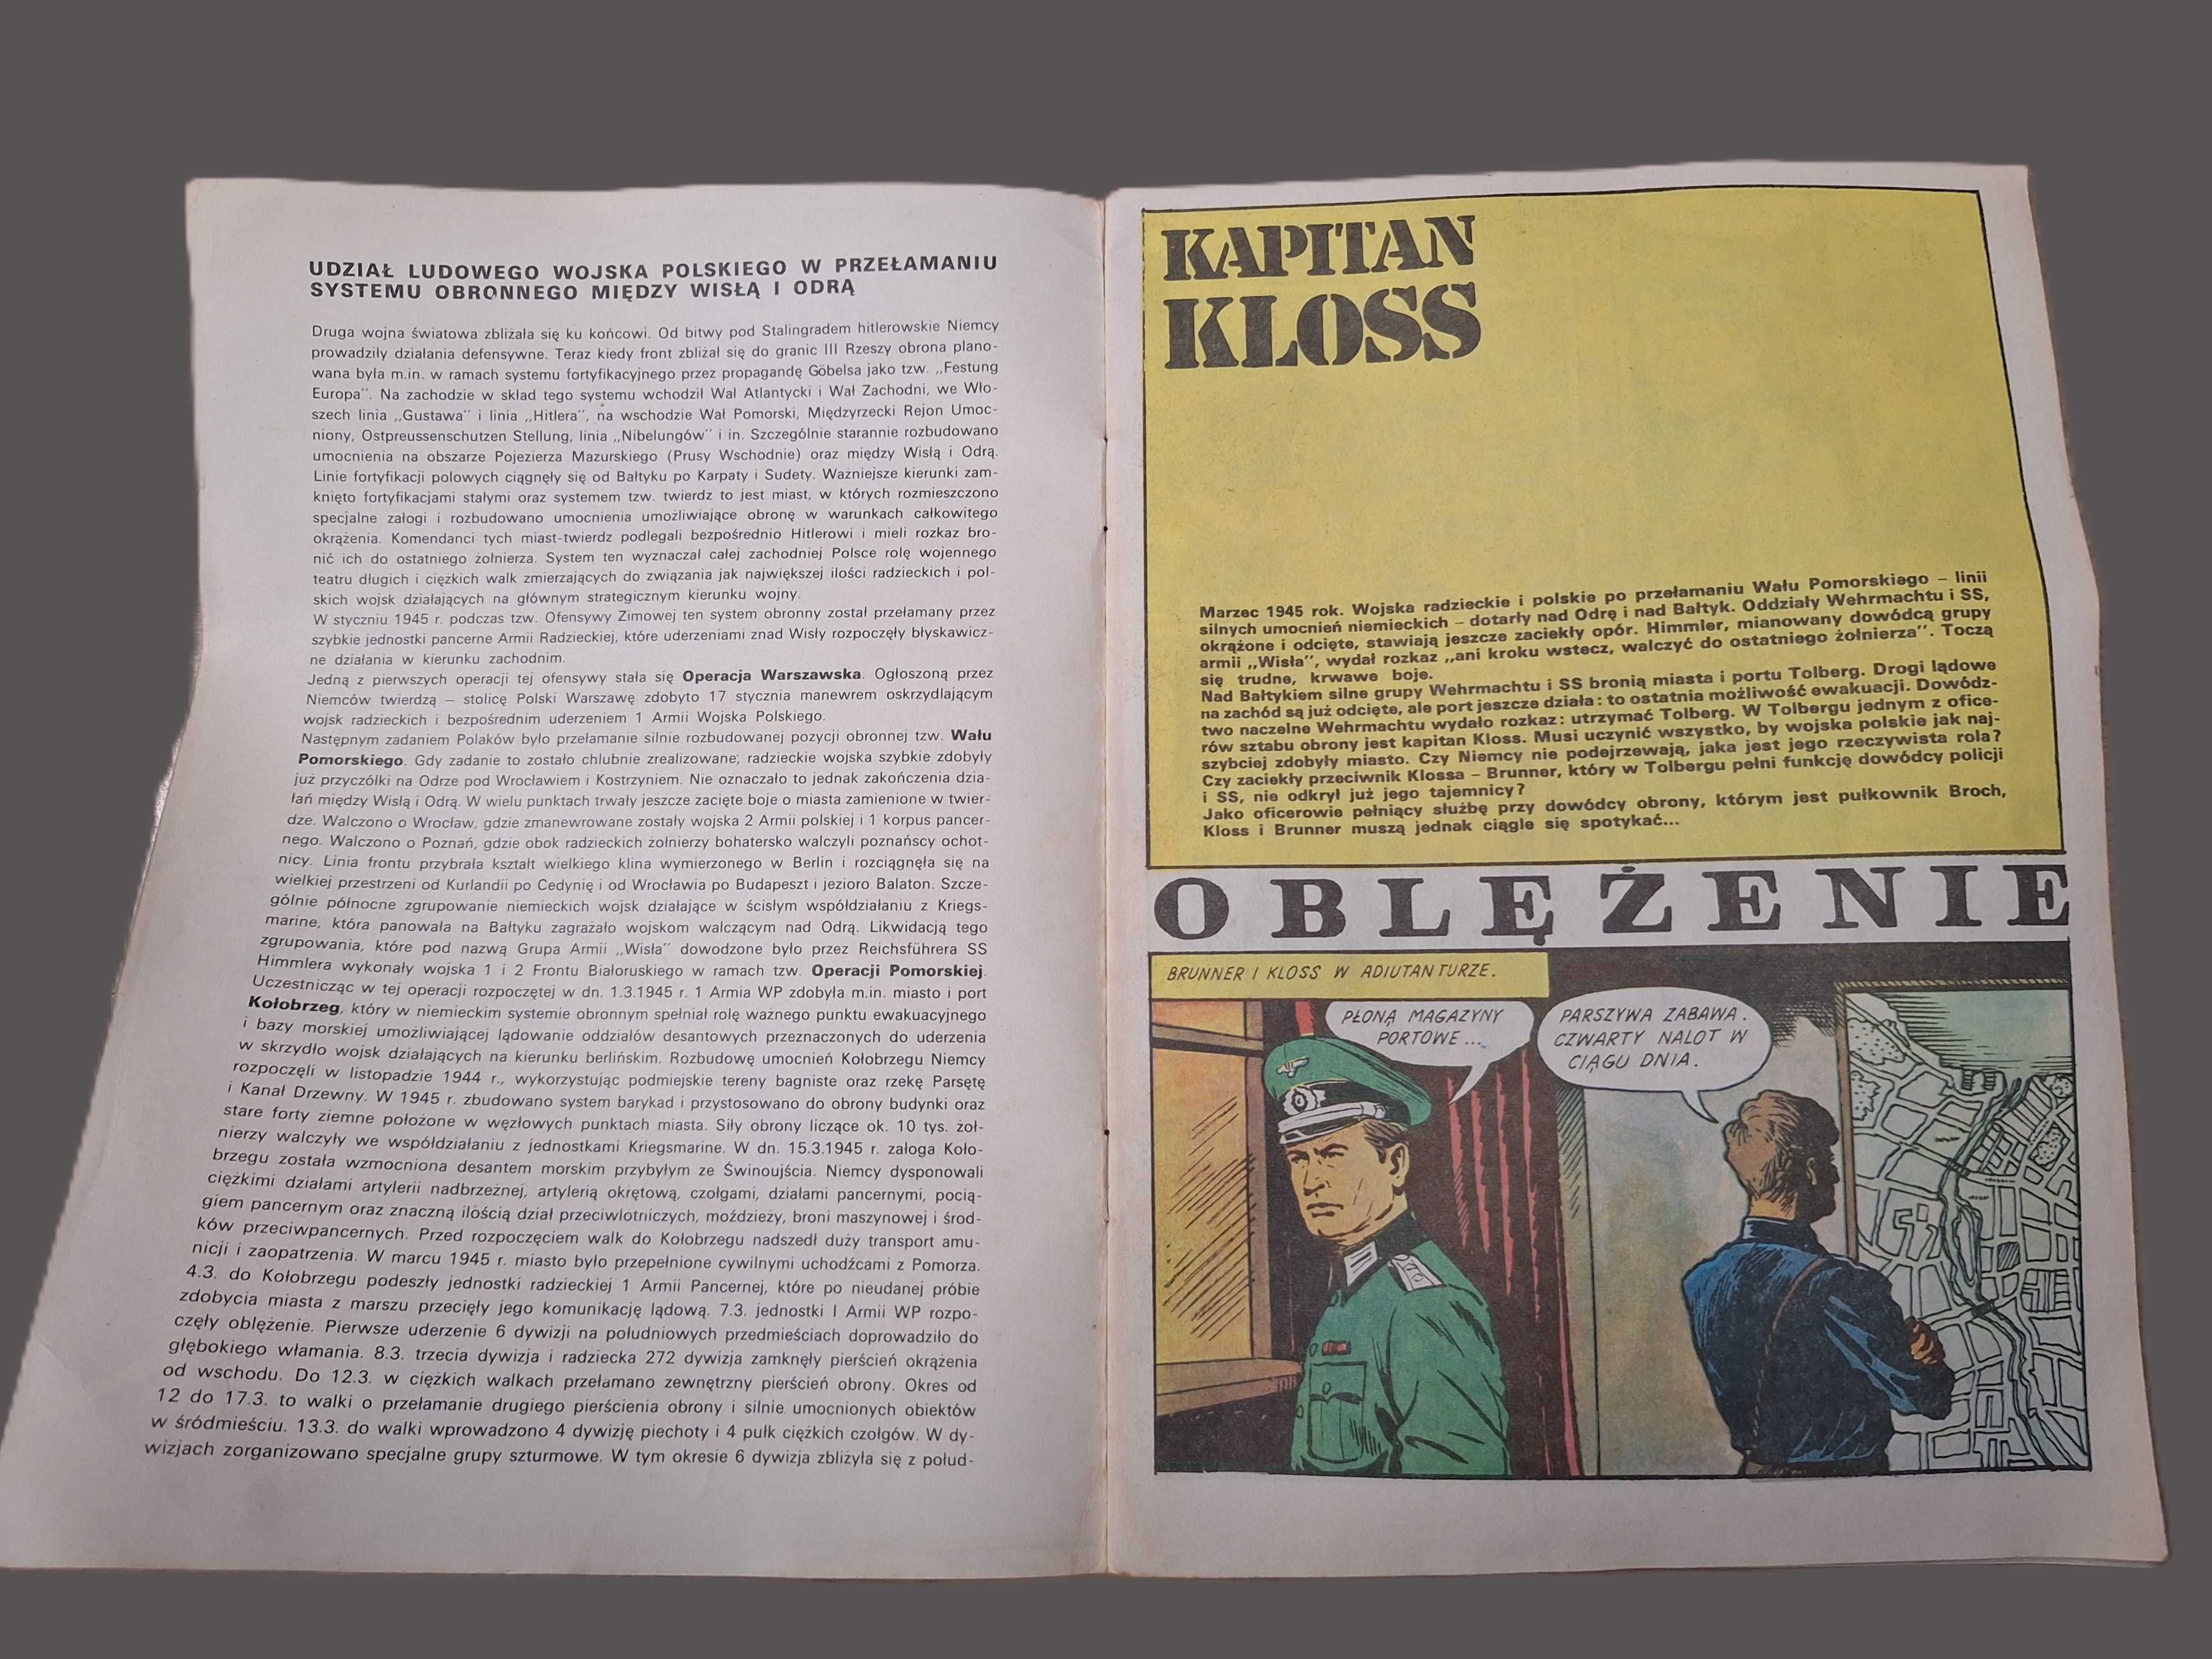 UDZIAŁ LUDOWEGO WOJSKA POLSKIEGO W PRZEŁAMANIU
SYSTEMU OBRONNEGO MIĘDZY WISŁĄ I ODRĄ
Druga wojna światowa zbliżała się ku końcowi. Od bitwy pod Stalingradem hitlerowskie Niemcy
prowadziły działania defensywne. Teraz kiedy front zbliżał się do granic III Rzeszy obrona plano-
wana była m.in. w ramach systemu fortyfikacyjnego przez propagandę Göbelsa jako tzw. „Festung
Europa”. Na zachodzie w skład tego systemu wchodził Wał Atlantycki i Wał Zachodni, we Wło-
szech linia „Gustawa” i linia „Hitlera”, na wschodzie Wał Pomorski, Międzyrzecki Rejon Umoc-
niony, Ostpreussenschutzen Stellung, linia „Nibelungów” i in. Szczególnie starannie rozbudowano
umocnienia na obszarze Pojezierza Mazurskiego (Prusy Wschodnie) oraz między Wisłą i Odrą.
Linie fortyfikacji polowych ciągnęły się od Bałtyku po Karpaty i Sudety. Ważniejsze kierunki zam-
knięto fortyfikacjami stałymi oraz systemem tzw. twierdz to jest miast, w których rozmieszczono
specjalne załogi i rozbudowano umocnienia umożliwiające obronę w warunkach całkowitego
okrążenia. Komendanci tych miast-twierdz podlegali bezpośrednio Hitlerowi i mieli rozkaz bro-
nić ich do ostatniego żołnierza. System ten wyznaczał całej zachodniej Polsce rolę wojennego
teatru długich i ciężkich walk zmierzających do związania jak największej ilości radzieckich i pol-
skich wojsk działających na głównym strategicznym kierunku wojny.
W styczniu 1945 r. podczas tzw. Ofensywy Zimowej ten system obronny został przełamany przez
szybkie jednostki pancerne Armii Radzieckiej, które uderzeniami znad Wisły rozpoczęły błyskawicz-
ne działania w kierunku zachodnim.
Jedną z pierwszych operacji tej ofensywy stała się Operacja Warszawska. Ogłoszoną przez
Niemców twierdzą – stolicę Polski Warszawę zdobyto 17 stycznia manewrem oskrzydlającym
wojsk radzieckich i bezpośrednim uderzeniem 1 Armii Wojska Polskiego.
Następnym zadaniem Polaków było przełamanie silnie rozbudowanej pozycji obronnej tzw. Wału
Pomorskiego. Gdy zadanie to zostało chlubnie zrealizowane, radzieckie wojska szybkie zdobyły
już przyczółki na Odrze pod Wrocławiem i Kostrzyniem. Nie oznaczało to jednak zakończenia dzia-
łań między Wisłą i Odrą. W wielu punktach trwały jeszcze zacięte boje o miasta zamienione w twier-
dze. Walczono o Wrocław, gdzie zmanewrowane zostały wojska 2 Armii polskiej i 1 korpus pancer-
nego. Walczono o Poznań, gdzie obok radzieckich żołnierzy bohatersko walczyli poznańscy ochot-
nicy. Linia frontu przybrała kształt wielkiego klina wymierzonego w Berlin i rozciągnęła się na
wielkiej przestrzeni od Kurlandii po Cedynię i od Wrocławia po Budapeszt i jezioro Balaton. Szcze-
gólnie północne zgrupowanie niemieckich wojsk działające w ścisłym współdziałaniu z Kriegs-
marine, która panowała na Bałtyku zagrażało wojskom walczącym nad Odrą. Likwidacją tego
zgrupowania, które pod nazwą Grupa Armii „Wisła” dowodzone było przez Reichsführera SS
Himmlera wykonały wojska 1 i 2 Frontu Białoruskiego w ramach tzw. Operacji Pomorskiej.
Uczestnicząc w tej operacji rozpoczętej w dn. 1.3.1945 r. 1 Armia WP zdobyła m.in. miasto i port
Kołobrzeg, który w niemieckim systemie obronnym spełniał rolę ważnego punktu ewakuacyjnego
i bazy morskiej umożliwiającej lądowanie oddziałów desantowych przeznaczonych do uderzenia
w skrzydło wojsk działających na kierunku berlińskim. Rozbudowę umocnień Kołobrzegu Niemcy
rozpoczęli w listopadzie 1944 r., wykorzystując podmiejskie tereny bagniste oraz rzekę Parsętę
i Kanał Drzewny. W 1945 r. zbudowano system barykad i przystosowano do obrony budynki oraz
stare forty ziemne położone w węzłowych punktach miasta. Siły obrony liczące ok. 10 tys. żoł-
nierzy walczyły we współdziałaniu z jednostkami Kriegsmarine. W dn. 15.3.1945 r. załoga Koło-
brzegu została wzmocniona desantem morskim przybyłym ze Świnoujścia. Niemcy dysponowali
ciężkimi działami artylerii nadbrzeżnej, artylerią okrętową, czołgami, działami pancernymi, pocią-
giem pancernym oraz znaczną ilością dział przeciwlotniczych, moździeży, broni maszynowej i środ-
ków przeciwpancernych. Przed rozpoczęciem walk do Kołobrzegu nadszedł duży transport amu-
nicji i zaopatrzenia. W marcu 1945 r. miasto było przepełnione cywilnymi uchodźcami z Pomorza.
4.3. do Kołobrzegu podeszły jednostki radzieckiej 1 Armii Pancernej, które po nieudanej próbie
zdobycia miasta z marszu przecięły jego komunikację lądową. 7.3. jednostki I Armii WP rozpo-
częły oblężenie. Pierwsze uderzenie 6 dywizji na południowych przedmieściach doprowadziło do
głębokiego włamania. 8.3. trzecia dywizja i radziecka 272 dywizja zamknęły pierścień okrążenia
od wschodu. Do 12.3. w ciężkich walkach przełamano zewnętrzny pierścień obrony. Okres od
12 do 17.3. to walki o przełamanie drugiego pierścienia obrony i silnie umocnionych obiektów
w śródmieściu. 13.3. do walki wprowadzono 4 dywizję piechoty i 4 pułk ciężkich czołgów. W dy-
wizjach zorganizowano specjalne grupy szturmowe. W tym okresie 6 dywizja zbliżyła się z połud-
KAPITAN
KLOSS
Marzec 1945 rok. Wojska radzieckie i polskie po przełamaniu Wału Pomorskiego – linii
silnych umocnień niemieckich – dotarły nad Odrę i nad Bałtyk. Oddziały Wehrmachtu i SS,
okrążone i odcięte, stawiają jeszcze zaciekły opór. Himmler, mianowany dowódcą grupy
armii „Wisła”, wydał rozkaz „ani kroku wstecz, walczyć do ostatniego żołnierza”. Toczą
się trudne, krwawe boje.
Nad Bałtykiem silne grupy Wehrmachtu i SS bronią miasta i portu Tolberg. Drogi lądowe
na zachód są już odcięte, ale port jeszcze działa: to ostatnia możliwość ewakuacji. Dowódz-
two naczelne Wehrmachtu wydało rozkaz: utrzymać Tolberg. W Tolbergu jednym z ofice-
rów sztabu obrony jest kapitan Kloss. Musi uczynić wszystko, by wojska polskie jak naj-
szybciej zdobyły miasto. Czy Niemcy nie podejrzewają, jaka jest jego rzeczywista rola?
Czy zaciekły przeciwnik Klossa – Brunner, który w Tolbergu pełni funkcję dowódcy policji
i SS, nie odkrył już jego tajemnicy?
Jako oficerowie pełniący służbę przy dowódcy obrony, którym jest pułkownik Broch,
Kloss i Brunner muszą jednak ciągle się spotykać...
OBLĘŻENIE
BRUNNER I KLOSS W ADIUTANTURZE.
PŁONĄ MAGAZYNY
PORTOWE ...
PARSZYWA ZABAWA.
CZWARTY NALOT W
CIĄGU DNIA.